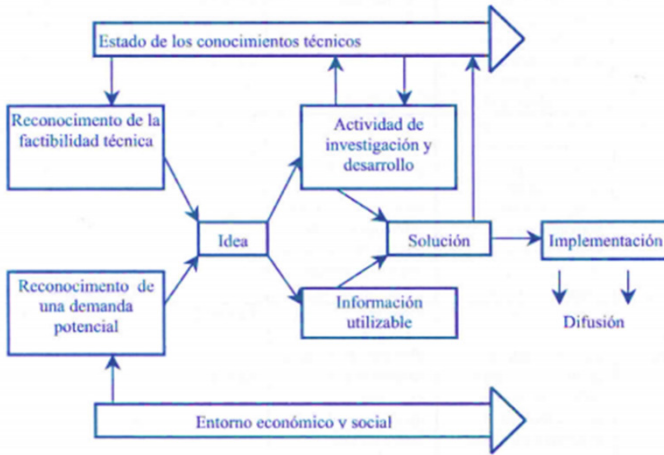 Estado de los conocimientos técnicos
Reconocimento de la
factibilidad técnica
Actividad de
investigación y
desarrollo
Idea
Solución
Implementación
Reconocimento de
una demanda
potencial
Información
utilizable
Difusión
Entorno económico v social